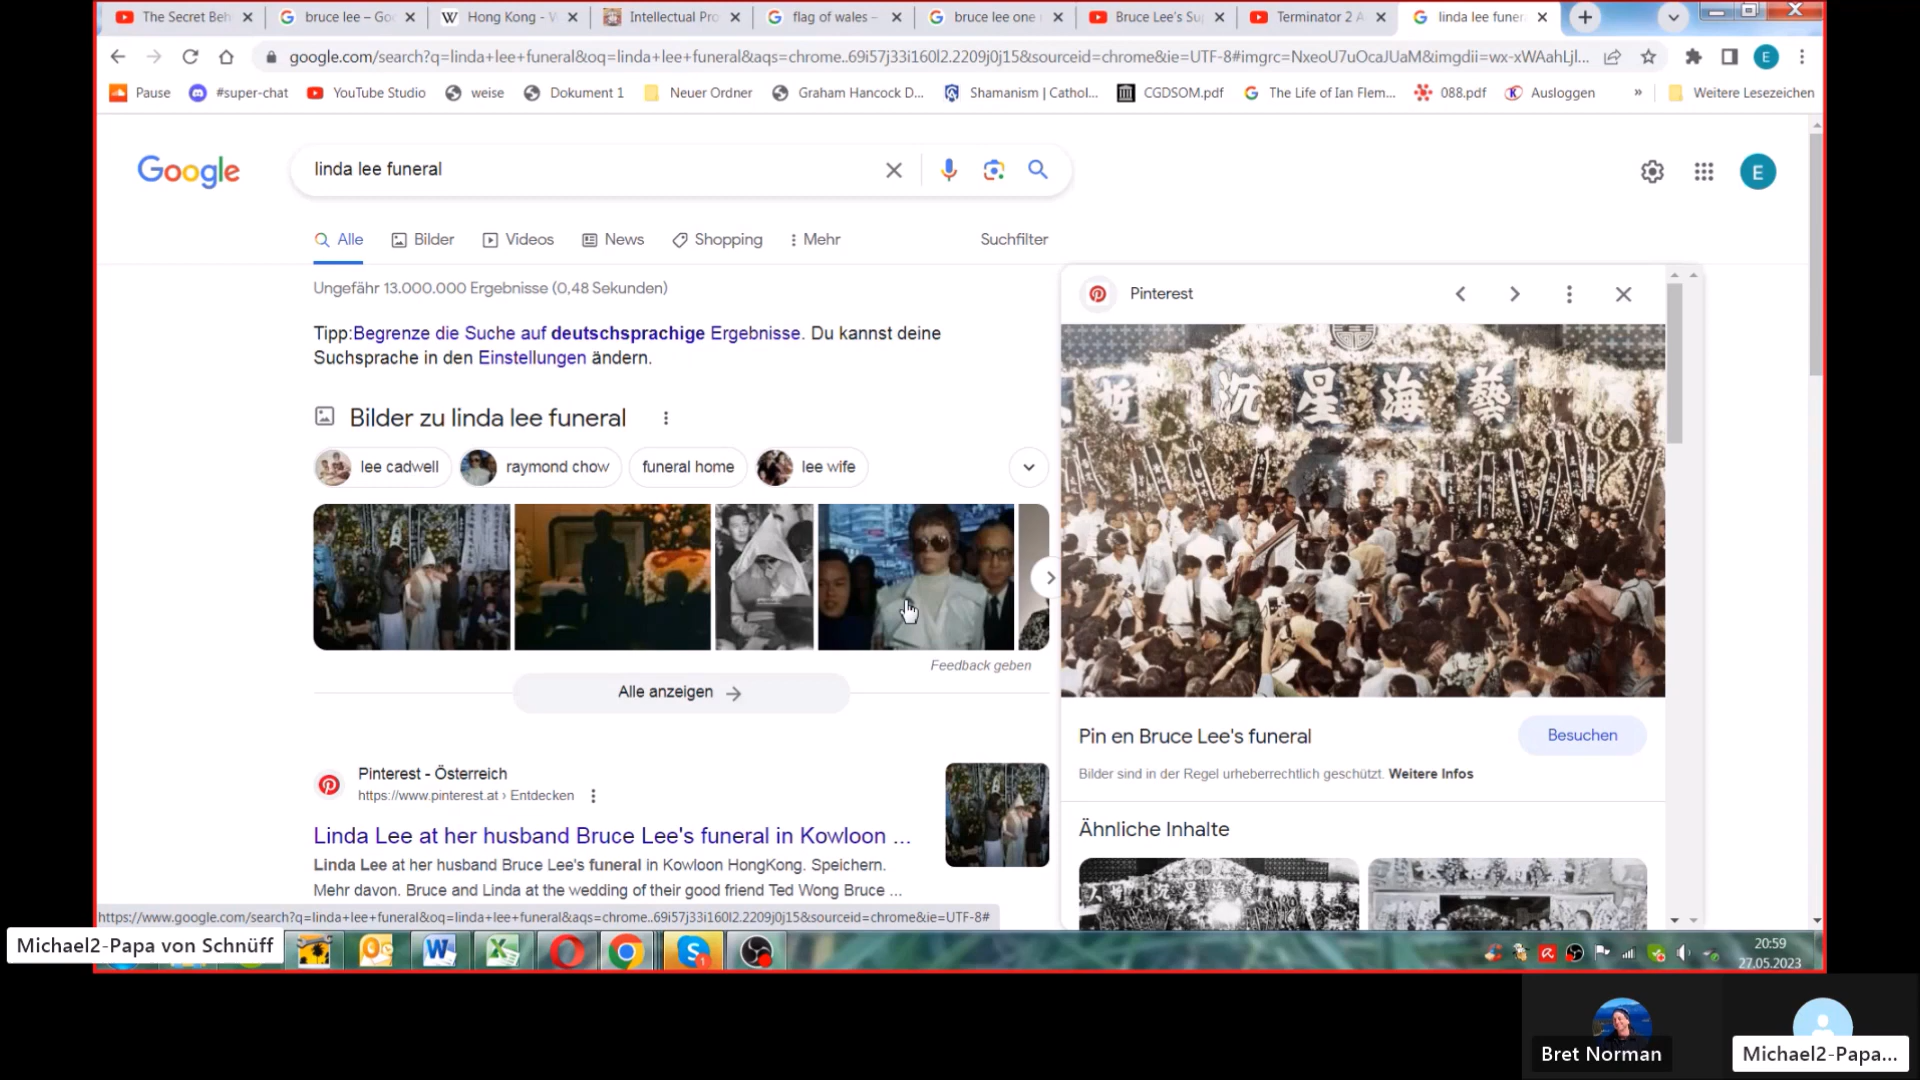 The Secret Beh
bruce lee – Goo
Hong Kong - W
Intellectual Pro
flag of wales –
bruce lee one
Bruce Lee's Su
Terminator 2 A
linda lee funer
google.com/search?q=linda+lee+funeral&oq=linda+lee+funeral&aqs=chrome..69i57j33i160l2.2209j0j15&sourceid=chrome&ie=UTF-8#imgrc=NxeoU7uOcaJUaM&imgdii=wx-xWAahLjl...
E
Pause
#super-chat
YouTube Studio
weise
Dokument 1
Neuer Ordner
Graham Hancock D...
Shamanism | Cathol...
CGDSOM.pdf
The Life of Ian Flem...
088.pdf
Ausloggen
»
Weitere Lesezeichen
Google
linda lee funeral
E
Alle
Bilder
Videos
News
Shopping
Mehr
Suchfilter
Ungefähr 13.000.000 Ergebnisse (0,48 Sekunden)
Tipp:Begrenze die Suche auf deutschsprachige Ergebnisse. Du kannst deine
Suchsprache in den Einstellungen ändern.
Bilder zu linda lee funeral
lee cadwell
raymond chow
funeral home
lee wife
Feedback geben
Alle anzeigen
Pinterest - Österreich
https://www.pinterest.at › Entdecken
Linda Lee at her husband Bruce Lee's funeral in Kowloon ...
Linda Lee at her husband Bruce Lee's funeral in Kowloon HongKong. Speichern.
Mehr davon. Bruce and Linda at the wedding of their good friend Ted Wong Bruce ...
Pinterest
沉星海藝
Pin en Bruce Lee's funeral
Besuchen
Bilder sind in der Regel urheberrechtlich geschützt. Weitere Infos
Ähnliche Inhalte
沉星海藝
https://www.google.com/search?q=linda+lee+funeral&oq=linda+lee+funeral&aqs=chrome..69i57j33i160l2.2209j0j15&sourceid=chrome&ie=UTF-8#
Michael2-Papa von Schnüff
20:59
27.05.2023
Bret Norman
Michael2-Papa...